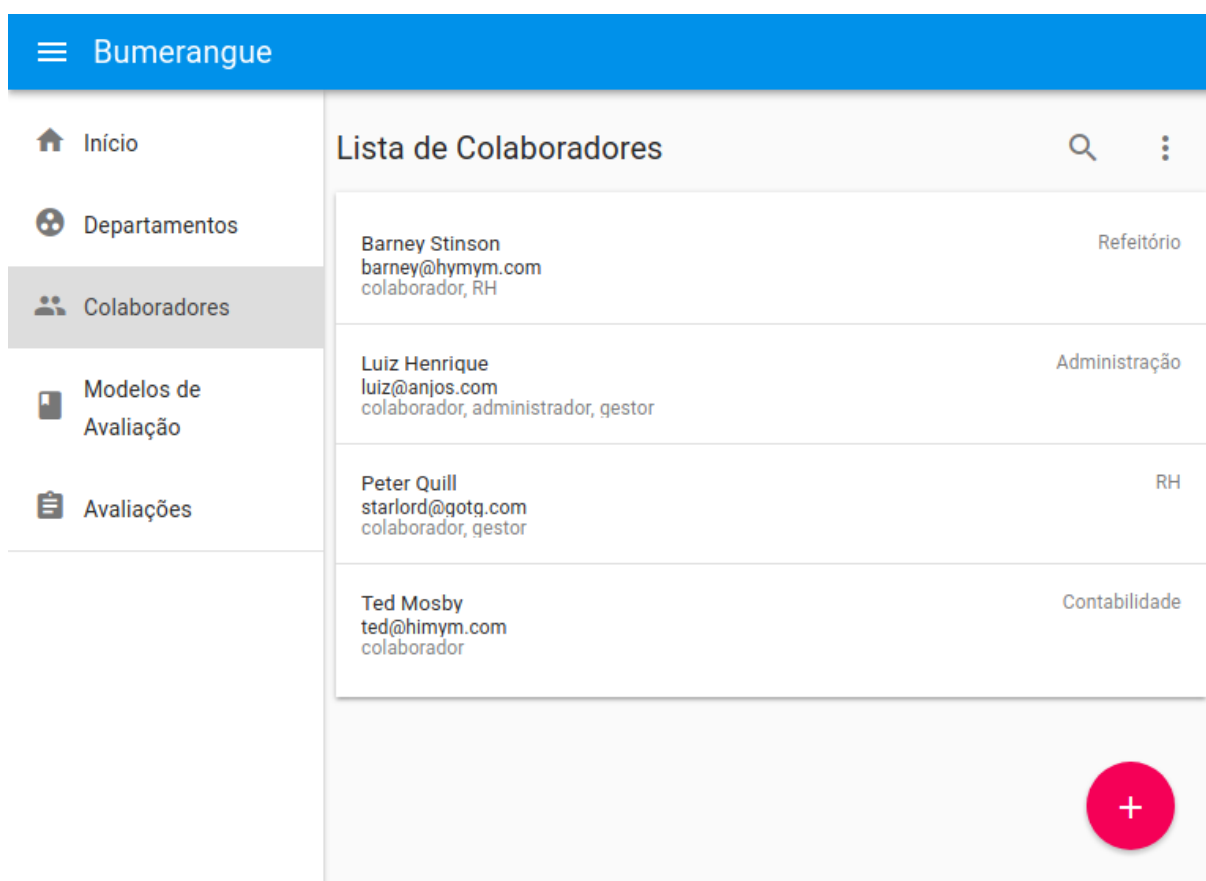 Bumerangue
Início
Departamentos
Colaboradores
Modelos de
Avaliação
Avaliações
Lista de Colaboradores
Barney Stinson
Refeitório
barney@hymym.com
colaborador, RH
Luiz Henrique
Administração
luiz@anjos.com
colaborador, administrador, gestor
Peter Quill
RH
starlord@gotg.com
colaborador, gestor
Ted Mosby
Contabilidade
ted@himym.com
colaborador